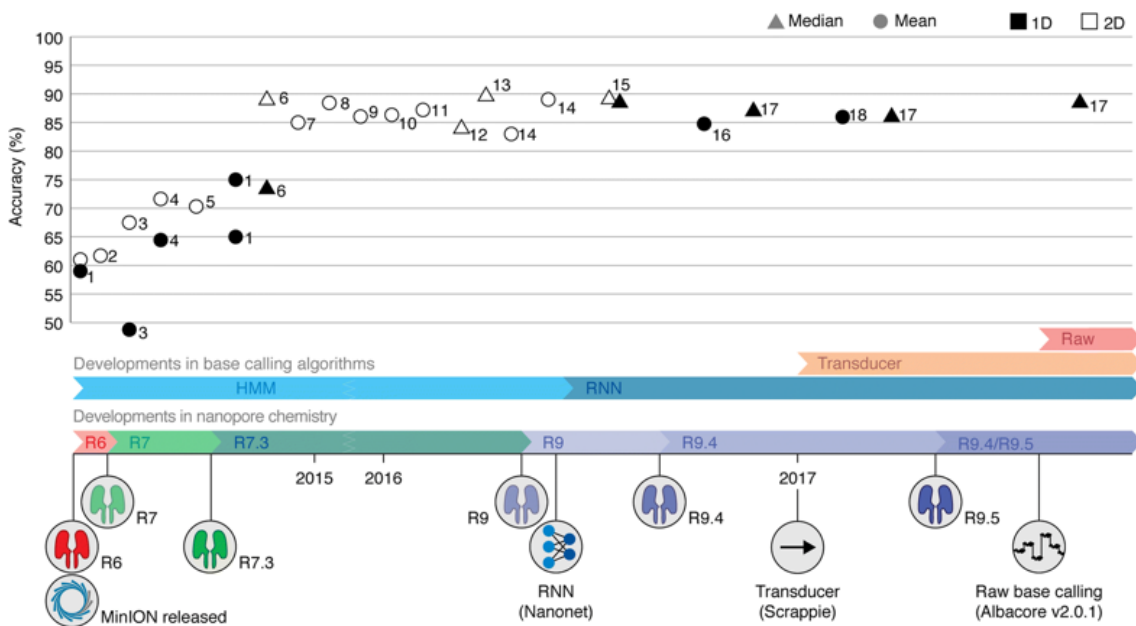 Median Mean 1D 2D
100
95
90
85
80
75
70
65
60
55
50
Accuracy (%)
1
2
3
3
4
4
5
1
1
6
6
7
8
9
10
11
12
13
14
14
15
16
17
18
17
17
Raw
Developments in base calling algorithms
Transducer
HMM RNN
Developments in nanopore chemistry
R6 R7 R7.3 R9 R9.4 R9.4/R9.5
2015 2016 2017
R7 R9 R9.4 R9.5
R6 R7.3
RNN
(Nanonet)
Transducer
(Scrappie)
Raw base calling
(Albacore v2.0.1)
MinION released